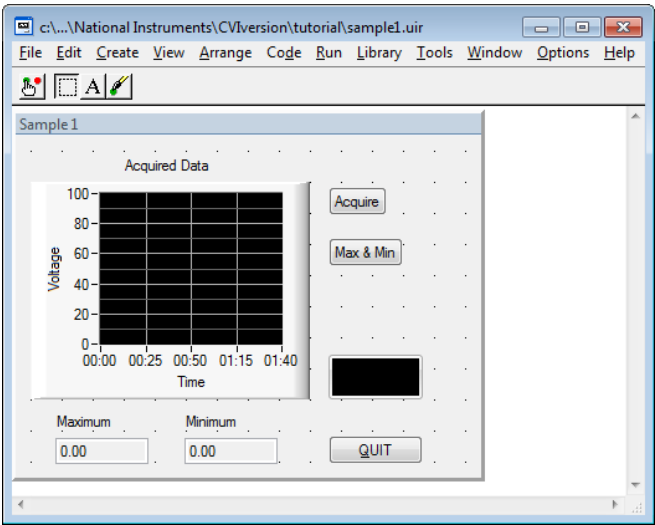 c:\...\National Instruments\CVIversion\tutorial\sample1.uir
File Edit Create View Arrange Code Run Library Tools Window Options Help
A
Sample 1
Acquired Data
Acquire
Max & Min
Voltage
100
80
60
40
20
0
00:00 00:25 00:50 01:15 01:40
Time
Maximum Minimum
0.00 0.00
QUIT